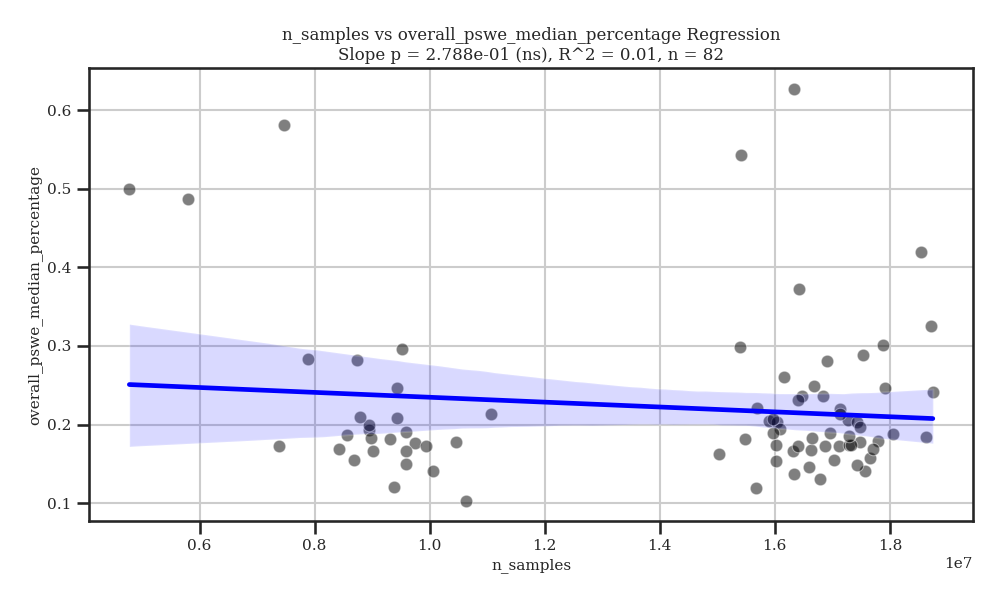 n_samples vs overall_pswe_median_percentage Regression
Slope p = 2.788e-01 (ns), R^2 = 0.01, n = 82
overall_pswe_median_percentage
0.6
0.5
0.4
0.3
0.2
0.1
0.6 0.8 1.0 1.2 1.4 1.6 1.8
1e7
n_samples